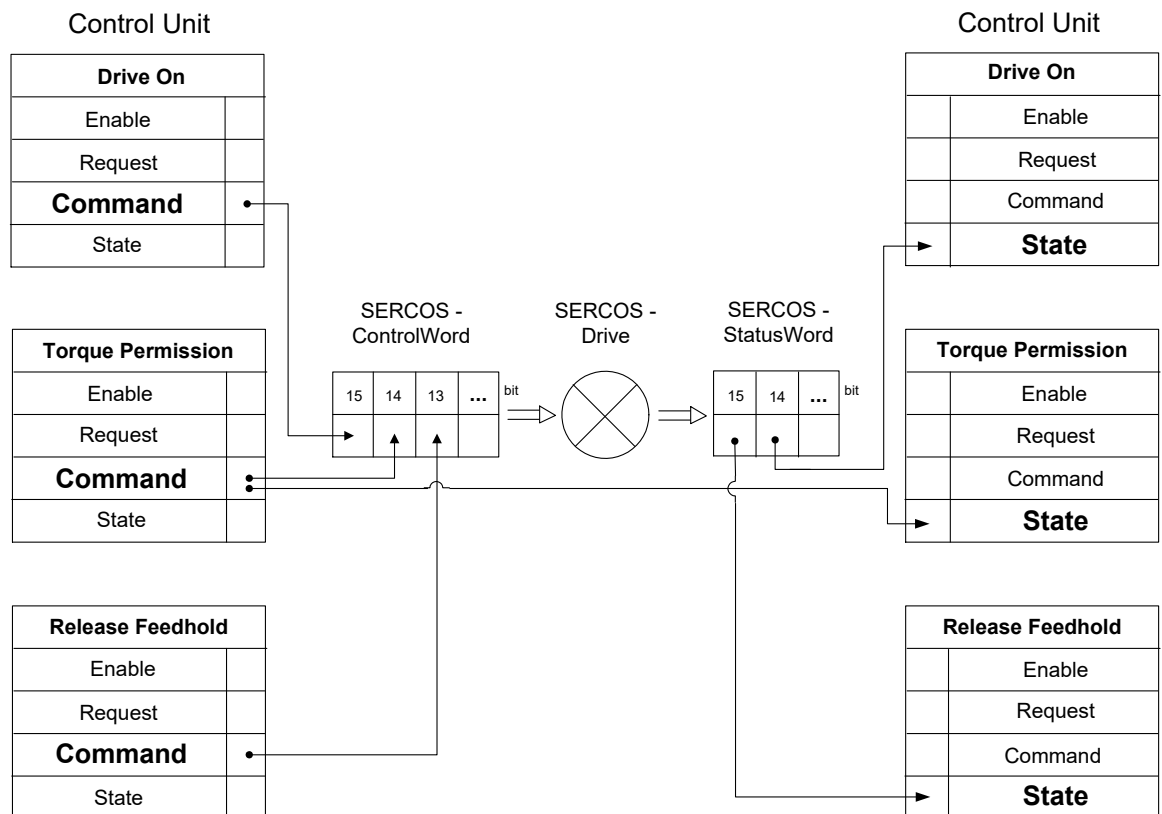 Control Unit
Drive On
Enable
Request
Command
State
Torque Permission
Enable
Request
Command
State
Release Feedhold
Enable
Request
Command
State
SERCOS -
ControlWord
15 14 13 ... bit
SERCOS -
Drive
SERCOS -
StatusWord
15 14 ... bit
Control Unit
Drive On
Enable
Request
Command
State
Torque Permission
Enable
Request
Command
State
Release Feedhold
Enable
Request
Command
State